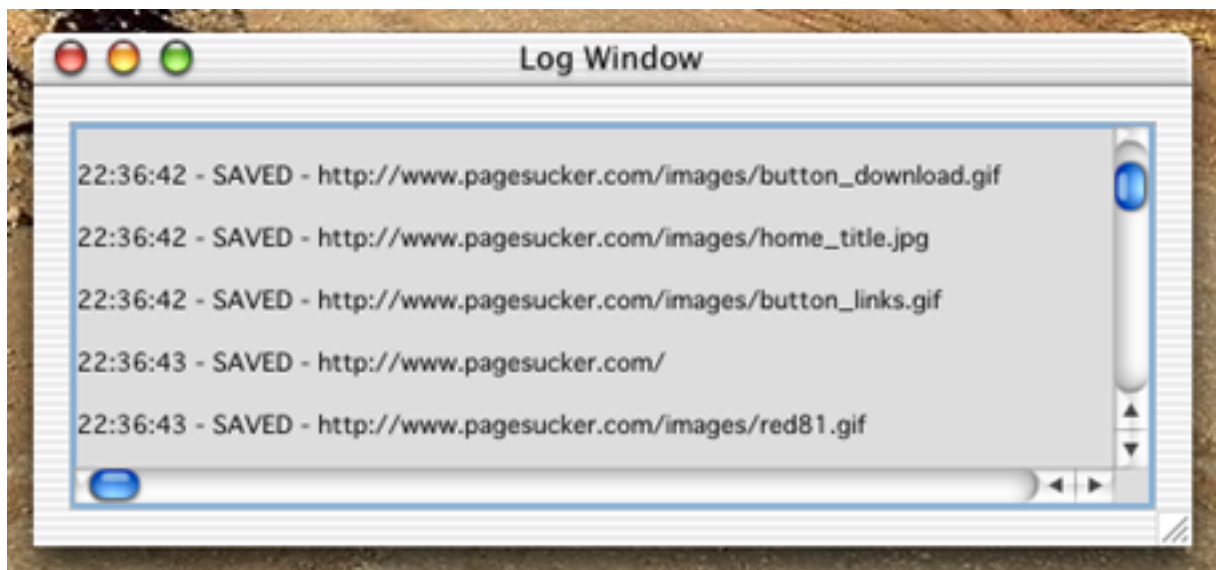 Log Window
22:36:42 - SAVED - http://www.pagesucker.com/images/button_download.gif
22:36:42 - SAVED - http://www.pagesucker.com/images/home_title.jpg
22:36:42 - SAVED - http://www.pagesucker.com/images/button_links.gif
22:36:43 - SAVED - http://www.pagesucker.com/
22:36:43 - SAVED - http://www.pagesucker.com/images/red81.gif